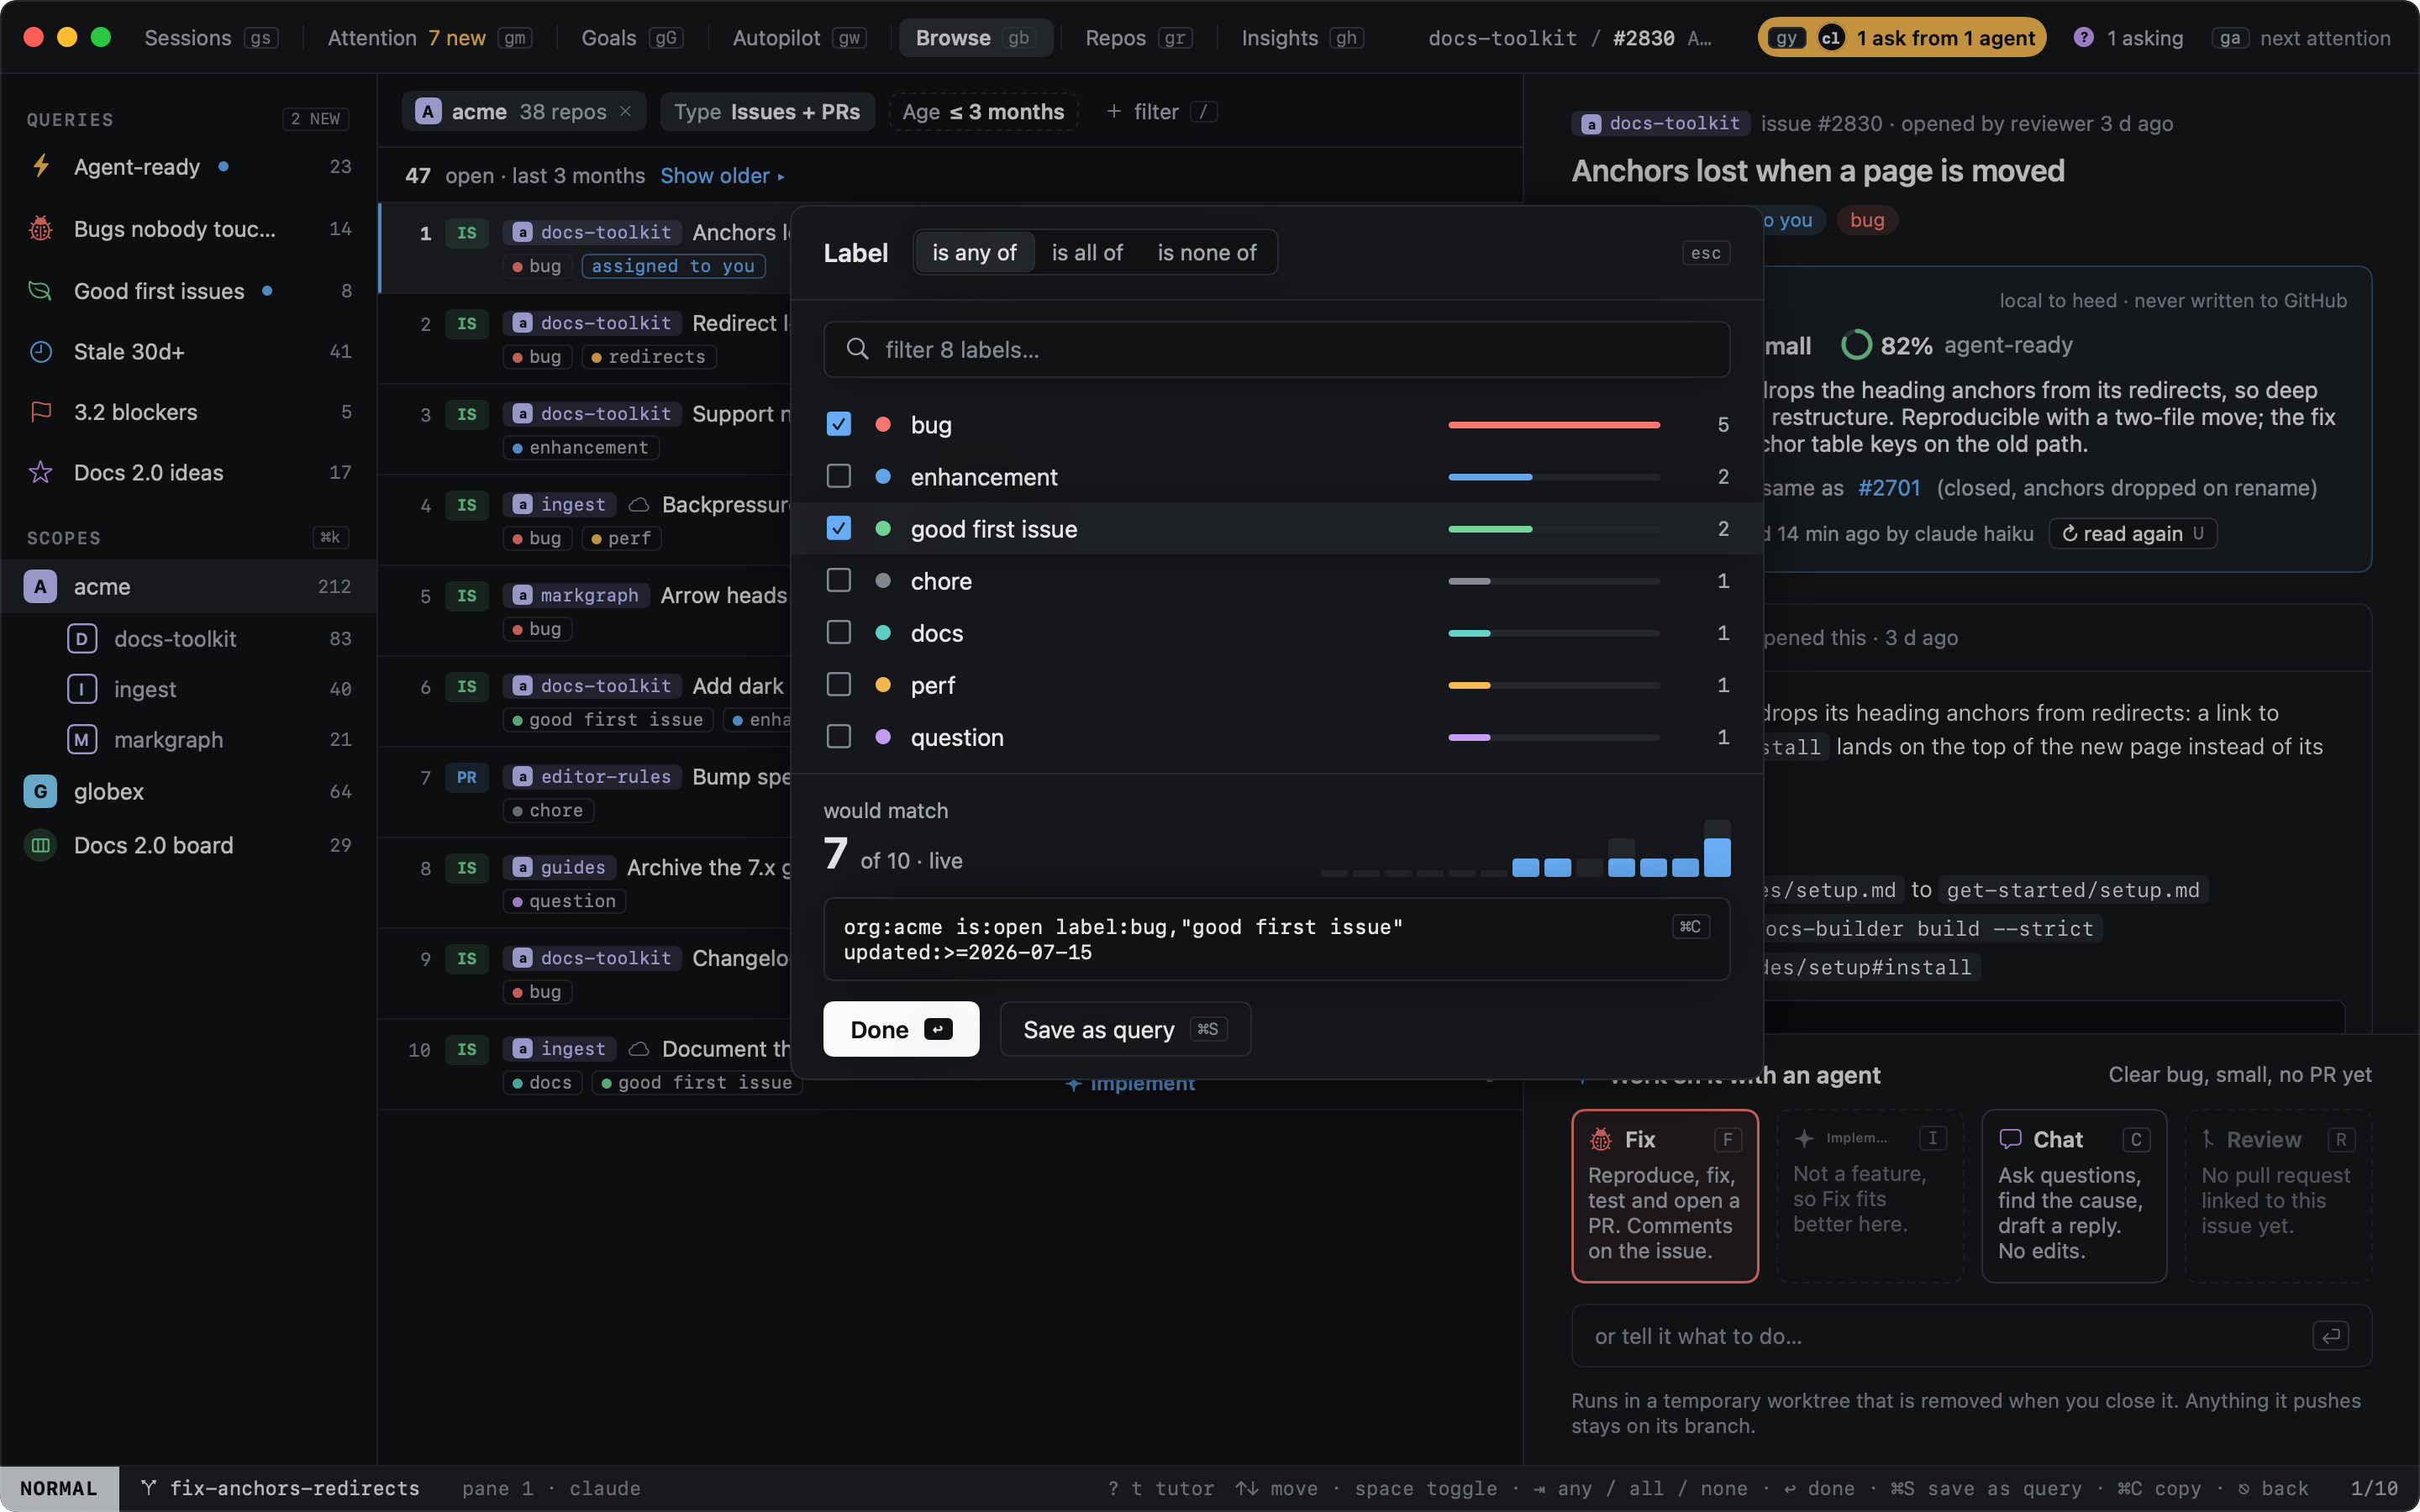 Sessions gs Attention 7 new gm Goals gG Autopilot gw Browse gb Repos gr Insights gh docs-toolkit / #2830 A… gy cl 1 ask from 1 agent ? 1 asking ga next attention
QUERIES 2 NEW
Agent-ready 23
Bugs nobody touc… 14
Good first issues 8
Stale 30d+ 41
3.2 blockers 5
Docs 2.0 ideas 17
SCOPES ⌘k
A acme 212
D docs-toolkit 83
I ingest 40
M markgraph 21
G globex 64
Docs 2.0 board 29
A acme 38 repos × Type Issues + PRs Age ≤ 3 months + filter /
47 open · last 3 months Show older ▸
1 IS a docs-toolkit Anchors l
bug assigned to you
2 IS a docs-toolkit Redirect l
bug redirects
3 IS a docs-toolkit Support n
enhancement
4 IS a ingest Backpressur
bug perf
5 IS a markgraph Arrow heads
bug
6 IS a docs-toolkit Add dark
good first issue enha
7 PR a editor-rules Bump spe
chore
8 IS a guides Archive the 7.x g
question
9 IS a docs-toolkit Changelo
bug
10 IS a ingest Document th
docs good first issue Implement
Label is any of is all of is none of esc
filter 8 labels…
bug 5
enhancement 2
good first issue 2
chore 1
docs 1
perf 1
question 1
would match
7 of 10 · live
org:acme is:open label:bug,"good first issue" ⌘C
updated:>=2026-07-15
Done ↩ Save as query ⌘S
a docs-toolkit issue #2830 · opened by reviewer 3 d ago
Anchors lost when a page is moved
o you bug
local to heed · never written to GitHub
mall 82% agent-ready
drops the heading anchors from its redirects, so deep
restructure. Reproducible with a two-file move; the fix
chor table keys on the old path.
same as #2701 (closed, anchors dropped on rename)
d 14 min ago by claude haiku read again U
pened this · 3 d ago
drops its heading anchors from redirects: a link to
stall lands on the top of the new page instead of its
es/setup.md to get-started/setup.md
ocs-builder build --strict
des/setup#install
th an agent Clear bug, small, no PR yet
Fix F
Reproduce, fix,
test and open a
PR. Comments
on the issue.
Implem… I
Not a feature,
so Fix fits
better here.
Chat C
Ask questions,
find the cause,
draft a reply.
No edits.
Review R
No pull request
linked to this
issue yet.
or tell it what to do…
Runs in a temporary worktree that is removed when you close it. Anything it pushes
stays on its branch.
NORMAL fix-anchors-redirects pane 1 · claude ? t tutor ↑↓ move · space toggle · ⇥ any / all / none · ↩ done · ⌘S save as query · ⌘C copy · ⎋ back 1/10